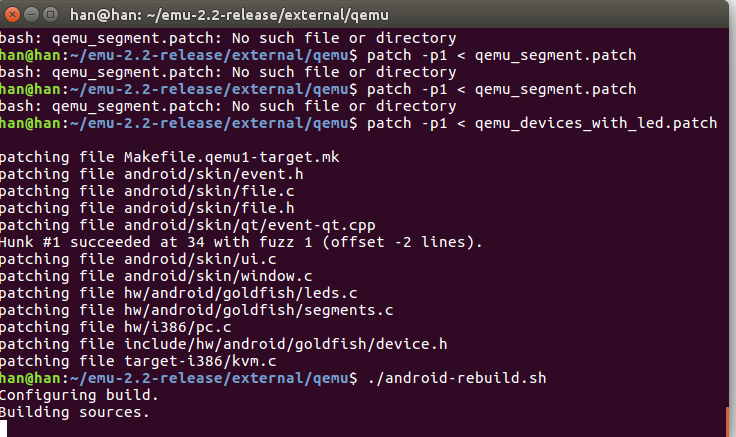 han@han: ~/emu-2.2-release/external/qemu
bash: qemu_segment.patch: No such file or directory
han@han:~/emu-2.2-release/external/qemu$ patch -p1 < qemu_segment.patch
bash: qemu_segment.patch: No such file or directory
han@han:~/emu-2.2-release/external/qemu$ patch -p1 < qemu_segment.patch
bash: qemu_segment.patch: No such file or directory
han@han:~/emu-2.2-release/external/qemu$ patch -p1 < qemu_devices_with_led.patch
patching file Makefile.qemu1-target.mk
patching file android/skin/event.h
patching file android/skin/file.c
patching file android/skin/file.h
patching file android/skin/qt/event-qt.cpp
Hunk #1 succeeded at 34 with fuzz 1 (offset -2 lines).
patching file android/skin/ui.c
patching file android/skin/window.c
patching file hw/android/goldfish/leds.c
patching file hw/android/goldfish/segments.c
patching file hw/i386/pc.c
patching file include/hw/android/goldfish/device.h
patching file target-i386/kvm.c
han@han:~/emu-2.2-release/external/qemu$ ./android-rebuild.sh
Configuring build.
Building sources.